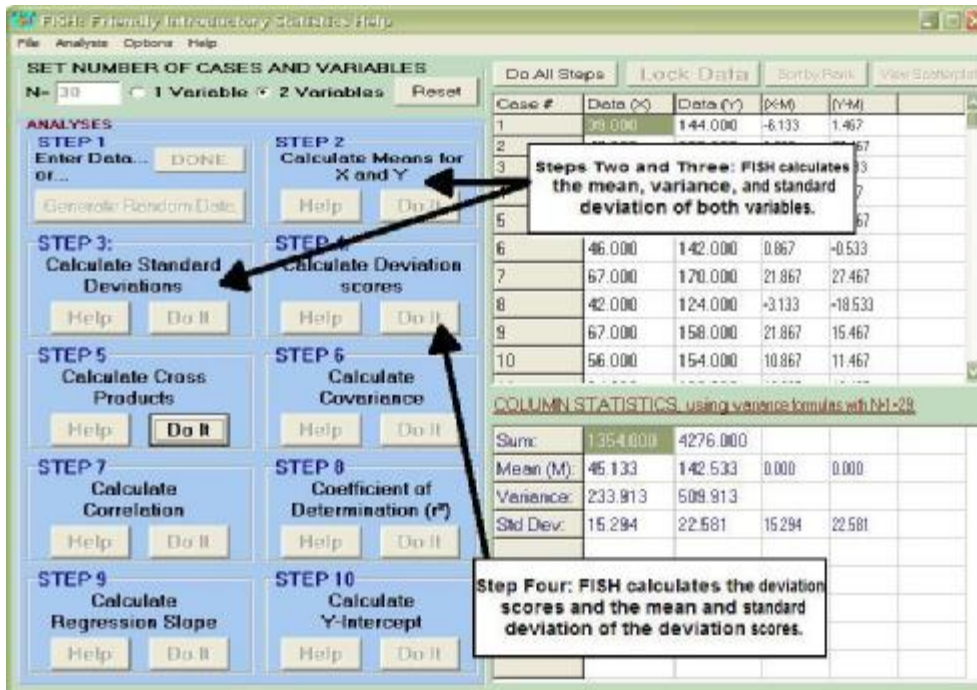 FISH: Friendly Introductory Statistics Help
File Analysis Options Help
SET NUMBER OF CASES AND VARIABLES
N= 30 1 Variable 2 Variables Reset
ANALYSES
STEP 1
Enter Data... DONE
or...
Generate Random Data
STEP 2
Calculate Means for
X and Y
Help Do It
STEP 3:
Calculate Standard
Deviations
Help Do It
STEP 4:
Calculate Deviation
scores
Help Do It
STEP 5
Calculate Cross
Products
Help Do It
STEP 6
Calculate
Covariance
Help Do It
STEP 7
Calculate
Correlation
Help Do It
STEP 8
Coefficient of
Determination (r²)
Help Do It
STEP 9
Calculate
Regression Slope
Help Do It
STEP 10
Calculate
Y-Intercept
Help Do It
Do All Steps Lock Data Sort by Rank View Scatterplot
Case # Data (X) Data (Y) (X-M) (Y-M)
1 39.000 144.000 -6.133 1.467
2
3
5
6 46.000 142.000 0.867 -0.533
7 67.000 170.000 21.867 27.467
8 42.000 124.000 -3.133 -18.533
9 67.000 158.000 21.867 15.467
10 56.000 154.000 10.867 11.467
Steps Two and Three: FISH calculates
the mean, variance, and standard
deviation of both variables.
COLUMN STATISTICS, using variance formulas with N-1=29
Sum: 1354.000 4276.000
Mean (M): 45.133 142.533 0.000 0.000
Variance: 233.913 509.913
Std Dev: 15.294 22.581 15.294 22.581
Step Four: FISH calculates the deviation
scores and the mean and standard
deviation of the deviation scores.